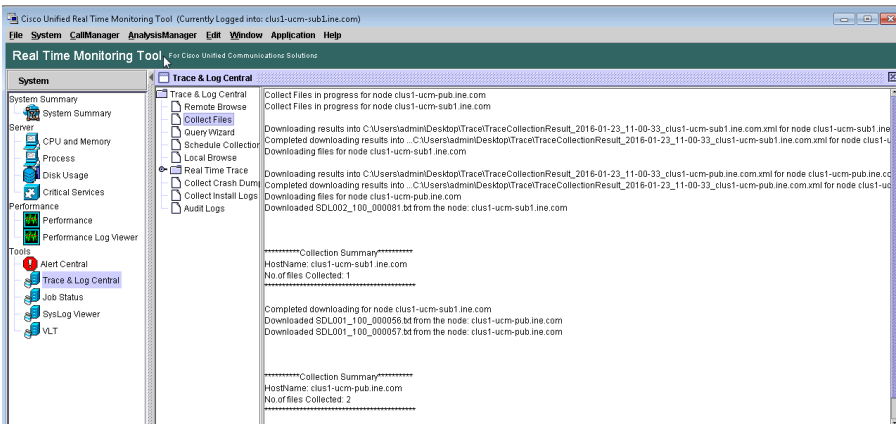 Cisco Unified Real Time Monitoring Tool (Currently Logged into: clus1-ucm-sub1.ine.com)
File System CallManager AnalysisManager Edit Window Application Help
Real Time Monitoring Tool For Cisco Unified Communications Solutions
System
System Summary
System Summary
Server
CPU and Memory
Process
Disk Usage
Critical Services
Performance
Performance
Performance Log Viewer
Tools
Alert Central
Trace & Log Central
Job Status
SysLog Viewer
VLT
Trace & Log Central
Trace & Log Central
Remote Browse
Collect Files
Query Wizard
Schedule Collection
Local Browse
Real Time Trace
Collect Crash Dump
Collect Install Logs
Audit Logs
Collect Files in progress for node clus1-ucm-pub.ine.com
Collect Files in progress for node clus1-ucm-sub1.ine.com
Downloading results into C:\Users\admin\Desktop\Trace\TraceCollectionResult_2016-01-23_11-00-33_clus1-ucm-sub1.ine.com.xml for node clus1-ucm-sub1.ine
Completed downloading results into ...C:\Users\admin\Desktop\Trace\TraceCollectionResult_2016-01-23_11-00-33_clus1-ucm-sub1.ine.com.xml for node clus1-u
Downloading files for node clus1-ucm-sub1.ine.com
Downloading results into C:\Users\admin\Desktop\Trace\TraceCollectionResult_2016-01-23_11-00-33_clus1-ucm-pub.ine.com.xml for node clus1-ucm-pub.ine.cc
Completed downloading results into ...C:\Users\admin\Desktop\Trace\TraceCollectionResult_2016-01-23_11-00-33_clus1-ucm-pub.ine.com.xml for node clus1-uc
Downloading files for node clus1-ucm-pub.ine.com
Downloaded SDL002_100_000081.txt from the node: clus1-ucm-sub1.ine.com
**********Collection Summary**********
HostName: clus1-ucm-sub1.ine.com
No.of files Collected: 1
******************************************
Completed downloading for node clus1-ucm-sub1.ine.com
Downloaded SDL001_100_000056.txt from the node: clus1-ucm-pub.ine.com
Downloaded SDL001_100_000057.txt from the node: clus1-ucm-pub.ine.com
**********Collection Summary**********
HostName: clus1-ucm-pub.ine.com
No.of files Collected: 2
******************************************